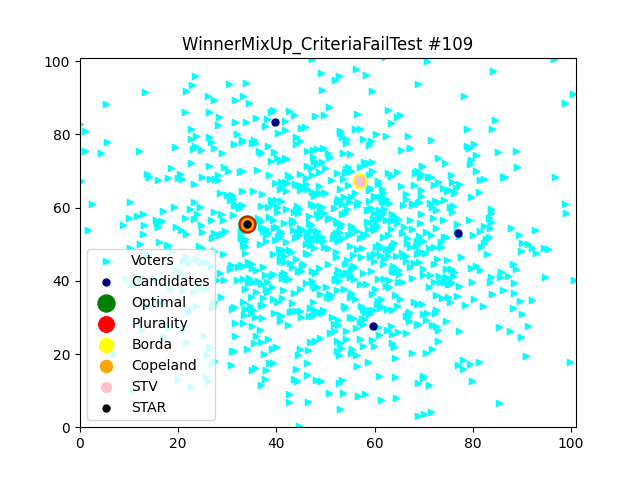 WinnerMixUp_CriteriaFailTest #109
100
80
60
40
20
0
0
20
40
60
80
100
Voters
Candidates
Optimal
Plurality
Borda
Copeland
STV
STAR